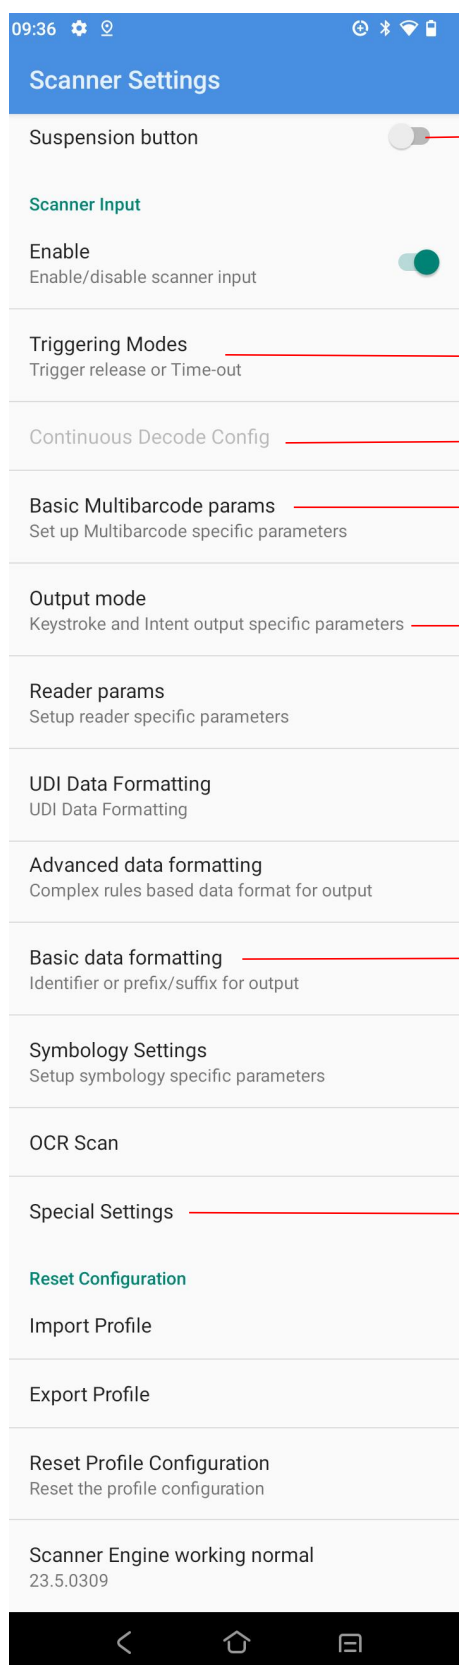 09:36
Scanner Settings
Suspension button
Scanner Input
Enable
Enable/disable scanner input
Triggering Modes
Trigger release or Time-out
Continuous Decode Config
Basic Multibarcode params
Set up Multibarcode specific parameters
Output mode
Keystroke and Intent output specific parameters
Reader params
Setup reader specific parameters
UDI Data Formatting
UDI Data Formatting
Advanced data formatting
Complex rules based data format for output
Basic data formatting
Identifier or prefix/suffix for output
Symbology Settings
Setup symbology specific parameters
OCR Scan
Special Settings
Reset Configuration
Import Profile
Export Profile
Reset Profile Configuration
Reset the profile configuration
Scanner Engine working normal
23.5.0309